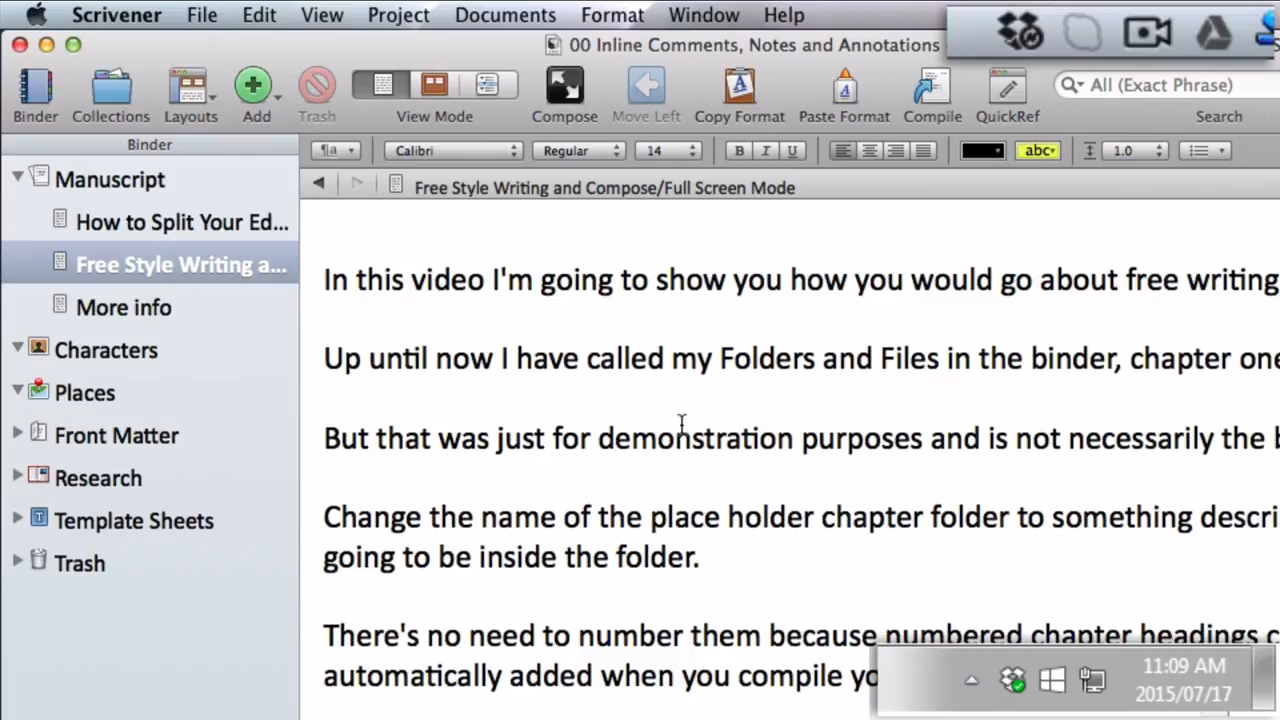 Scrivener File Edit View Project Documents Format Window Help
00 Inline Comments, Notes and Annotations
All (Exact Phrase)
Binder Collections Layouts Add Trash View Mode Compose Move Left Copy Format Paste Format Compile QuickRef Search
Binder
¶a Calibri Regular 14 B I U abc 1.0
Free Style Writing and Compose/Full Screen Mode
Manuscript
How to Split Your Ed...
Free Style Writing a...
More info
Characters
Places
Front Matter
Research
Template Sheets
Trash
In this video I'm going to show you how you would go about free writing
Up until now I have called my Folders and Files in the binder, chapter one
But that was just for demonstration purposes and is not necessarily the
Change the name of the place holder chapter folder to something descri
going to be inside the folder.
There's no need to number them because numbered chapter headings
automatically added when you compile yo
11:09 AM
2015/07/17